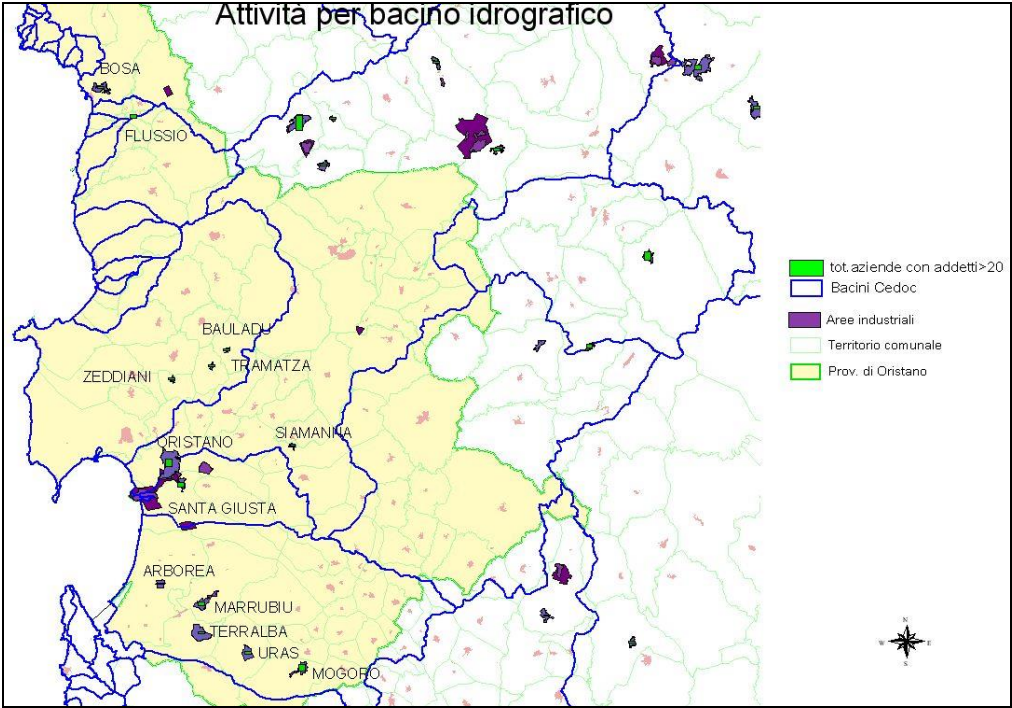 Attività per bacino idrografico
BOSA
FLUSSIO
BAULADU
TRAMATZA
ZEDDIANI
ORISTANO
SIAMANNA
SANTA GIUSTA
ARBOREA
MARRUBIU
TERRALBA
URAS
MOGORO
tot.aziende con addetti>20
Bacini Cedoc
Aree industriali
Territorio comunale
Prov. di Oristano
N
W E
S